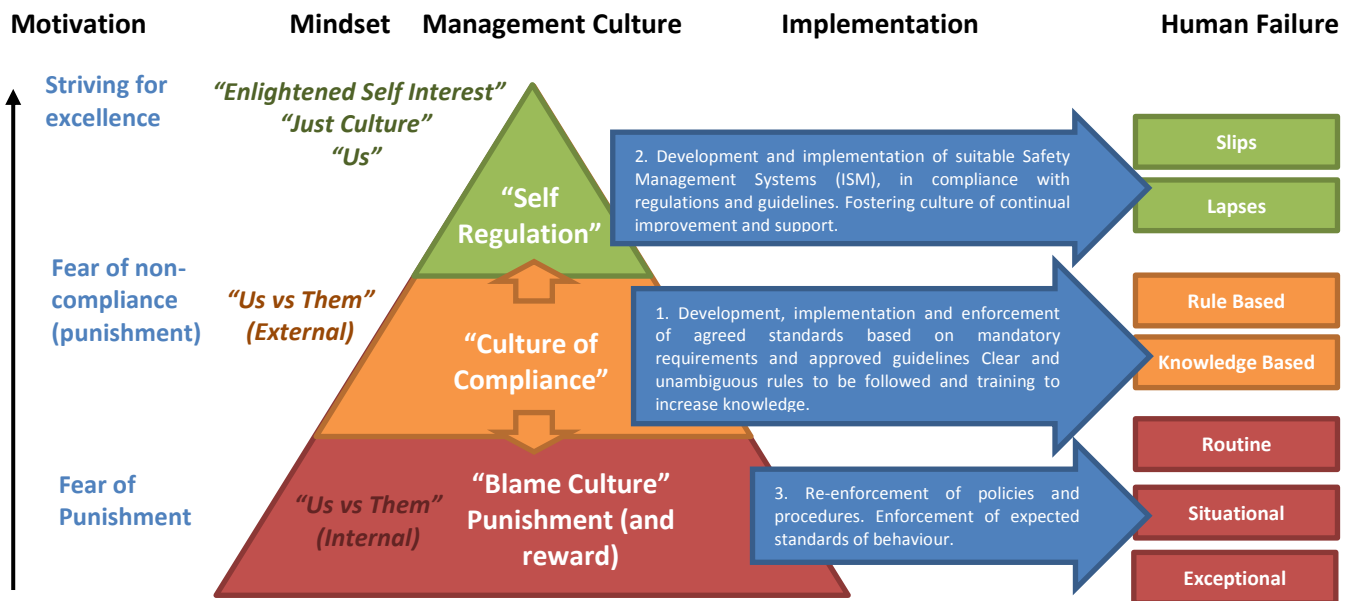 Motivation
Mindset
Management Culture
Implementation
Human Failure
Striving for
excellence
“Enlightened Self Interest”
“Just Culture”
“Us”
“Self
Regulation”
2. Development and implementation of suitable Safety
Management Systems (ISM), in compliance with
regulations and guidelines. Fostering culture of continual
improvement and support.
Slips
Lapses
Fear of non-
compliance
(punishment)
“Us vs Them”
(External)
“Culture of
Compliance”
1. Development, implementation and enforcement
of agreed standards based on mandatory
requirements and approved guidelines Clear and
unambiguous rules to be followed and training to
increase knowledge.
Rule Based
Knowledge Based
Fear of
Punishment
“Us vs Them”
(Internal)
“Blame Culture”
Punishment (and
reward)
3. Re-enforcement of policies and
procedures. Enforcement of expected
standards of behaviour.
Routine
Situational
Exceptional